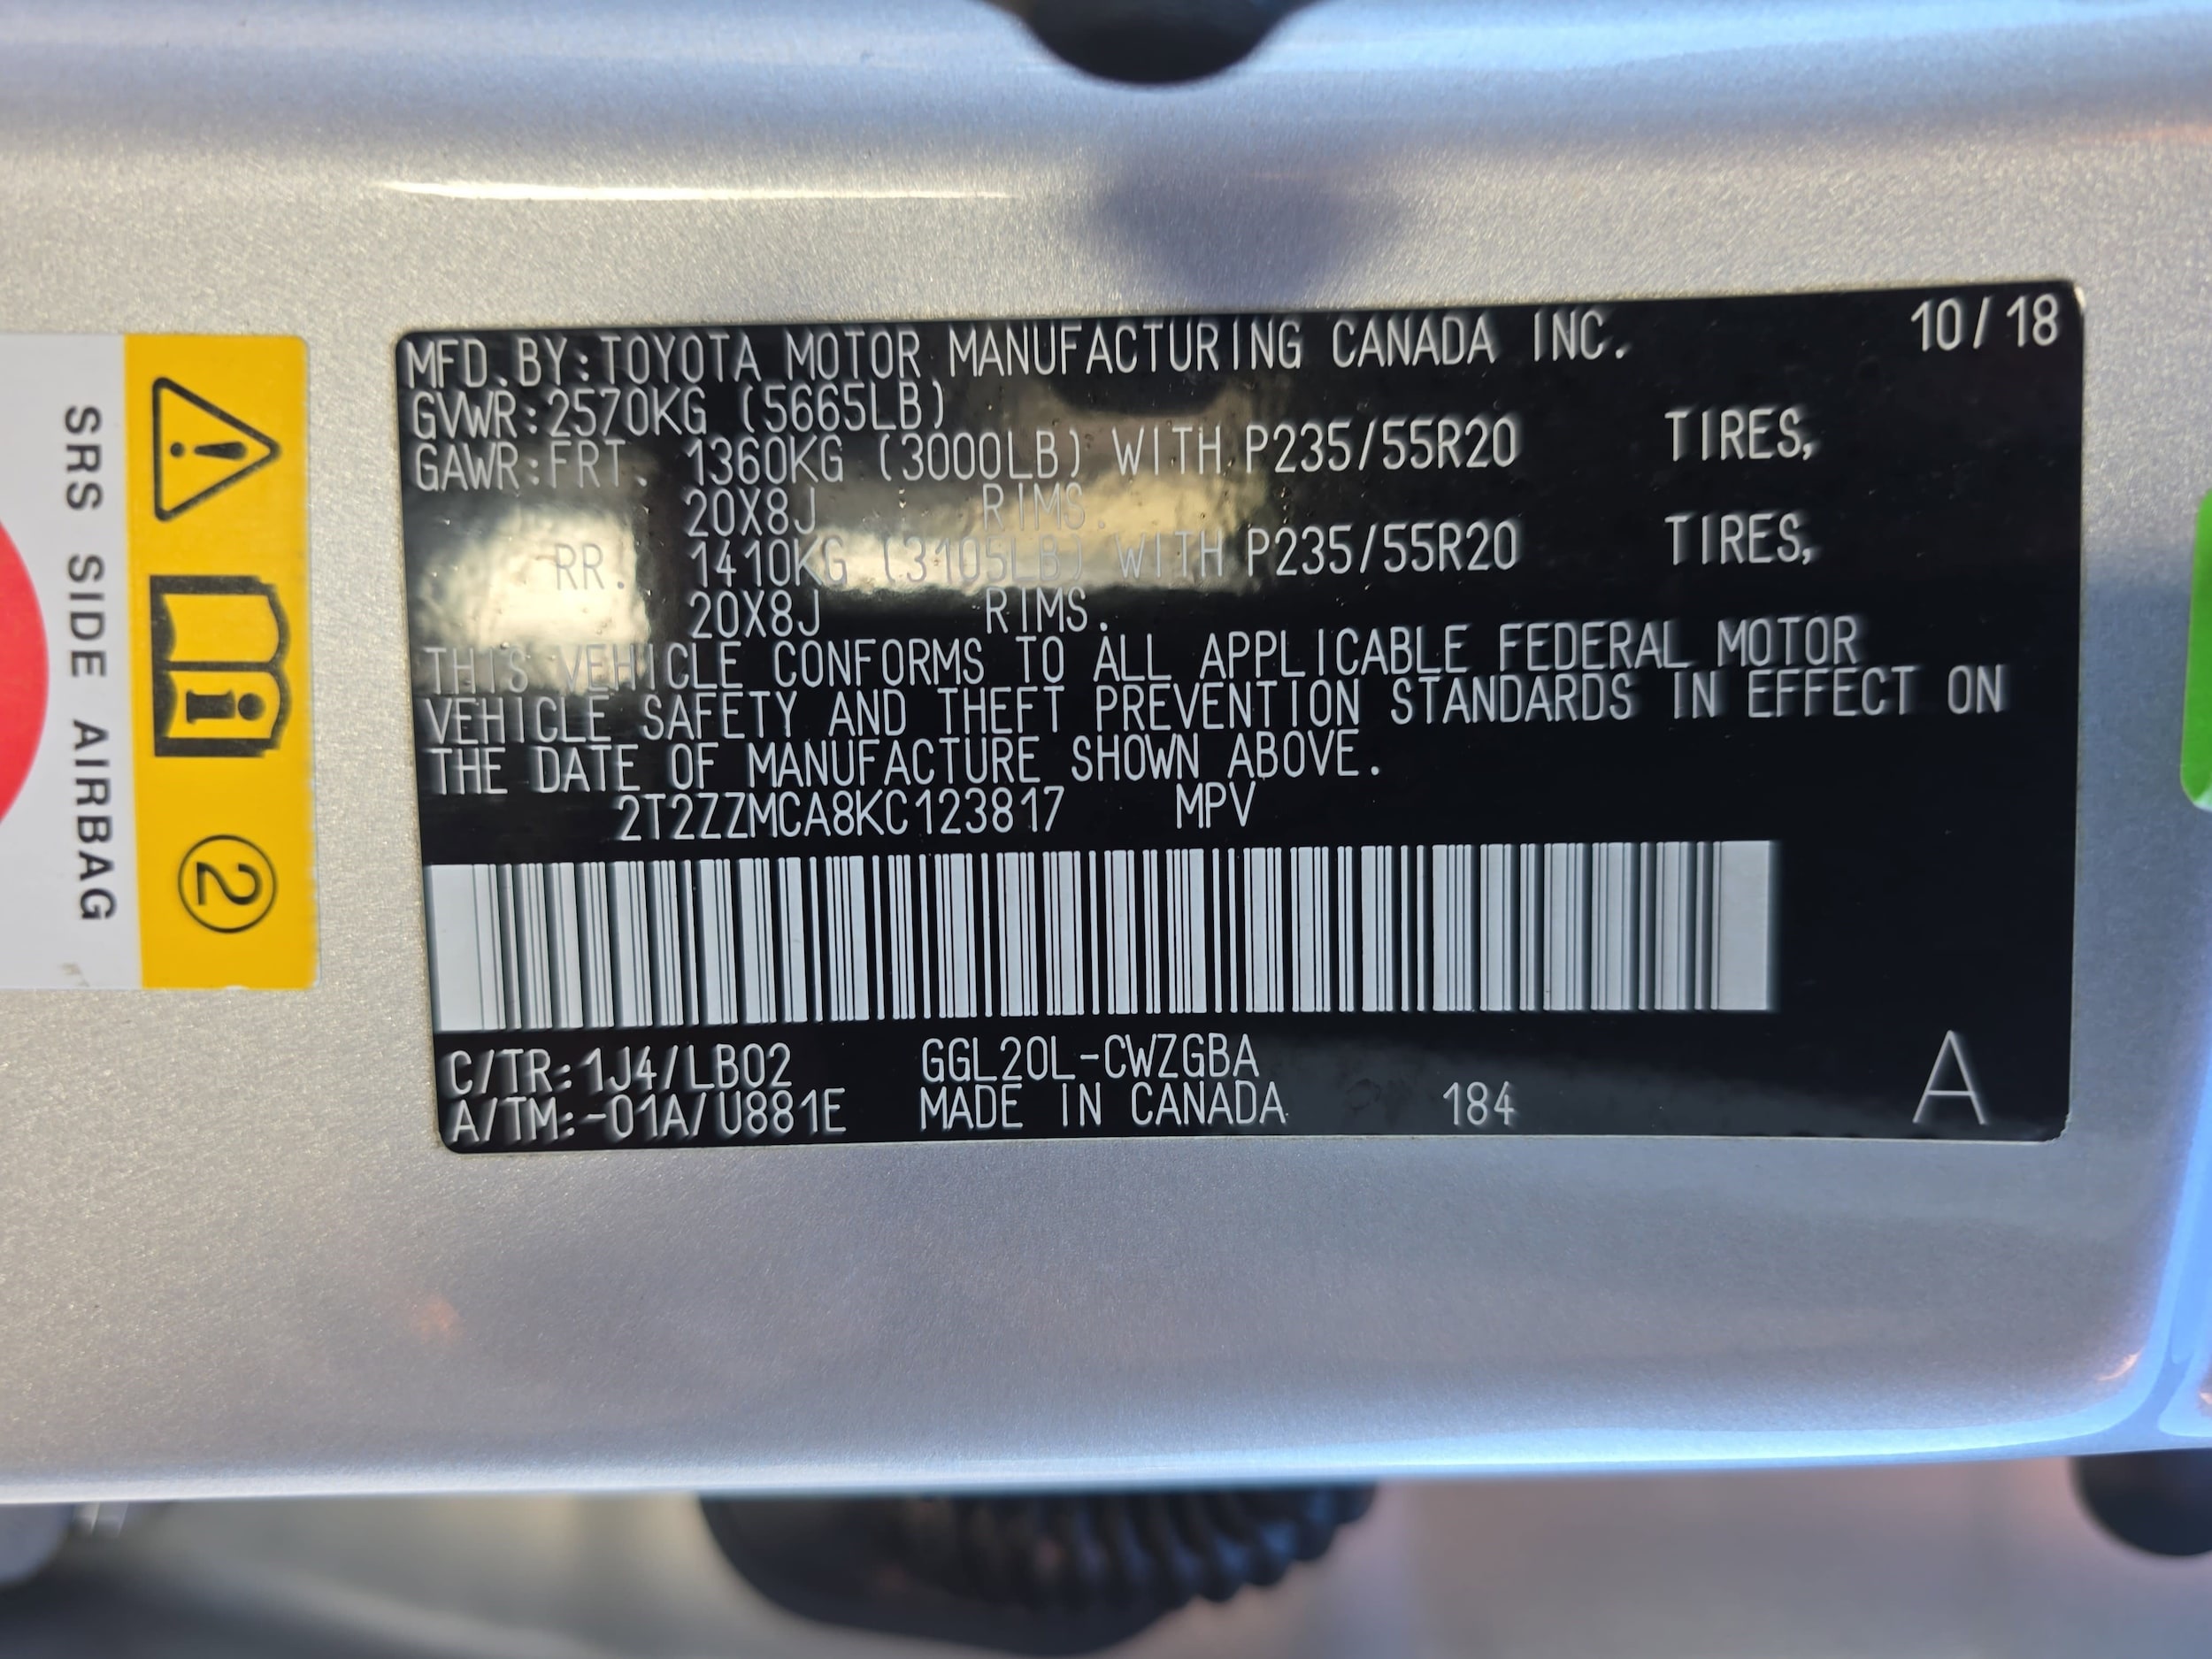 MFD.BY:TOYOTA MOTOR MANUFACTURING CANADA INC. 10/18
GVWR:2570KG (5665LB)
GAWR:FRT. 1360KG (3000LB) WITH P235/55R20 TIRES,
20X8J RIMS.
RR. 1410KG (3105LB) WITH P235/55R20 TIRES,
20X8J RIMS.
THIS VEHICLE CONFORMS TO ALL APPLICABLE FEDERAL MOTOR
VEHICLE SAFETY AND THEFT PREVENTION STANDARDS IN EFFECT ON
THE DATE OF MANUFACTURE SHOWN ABOVE.
2T2ZZMCA8KC123817 MPV
C/TR:1J4/LB02 GGL20L-CWZGBA
A/TM:-01A/U881E MADE IN CANADA 184 A
SRS SIDE AIRBAG
2